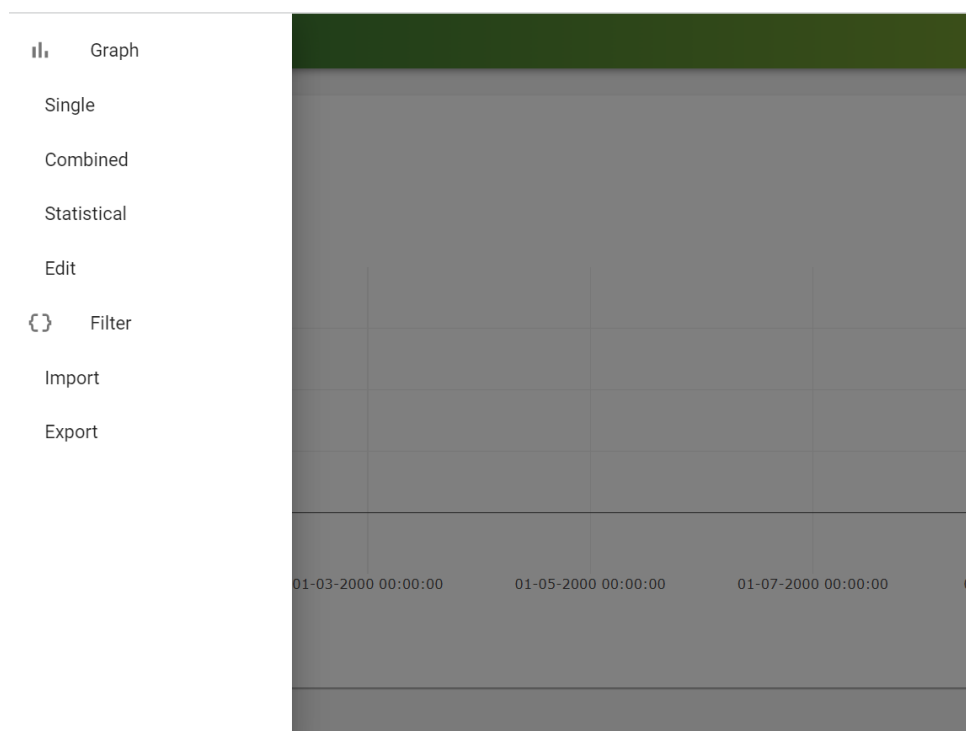 Graph
Single
Combined
Statistical
Edit
Filter
Import
Export
01-03-2000 00:00:00
01-05-2000 00:00:00
01-07-2000 00:00:00